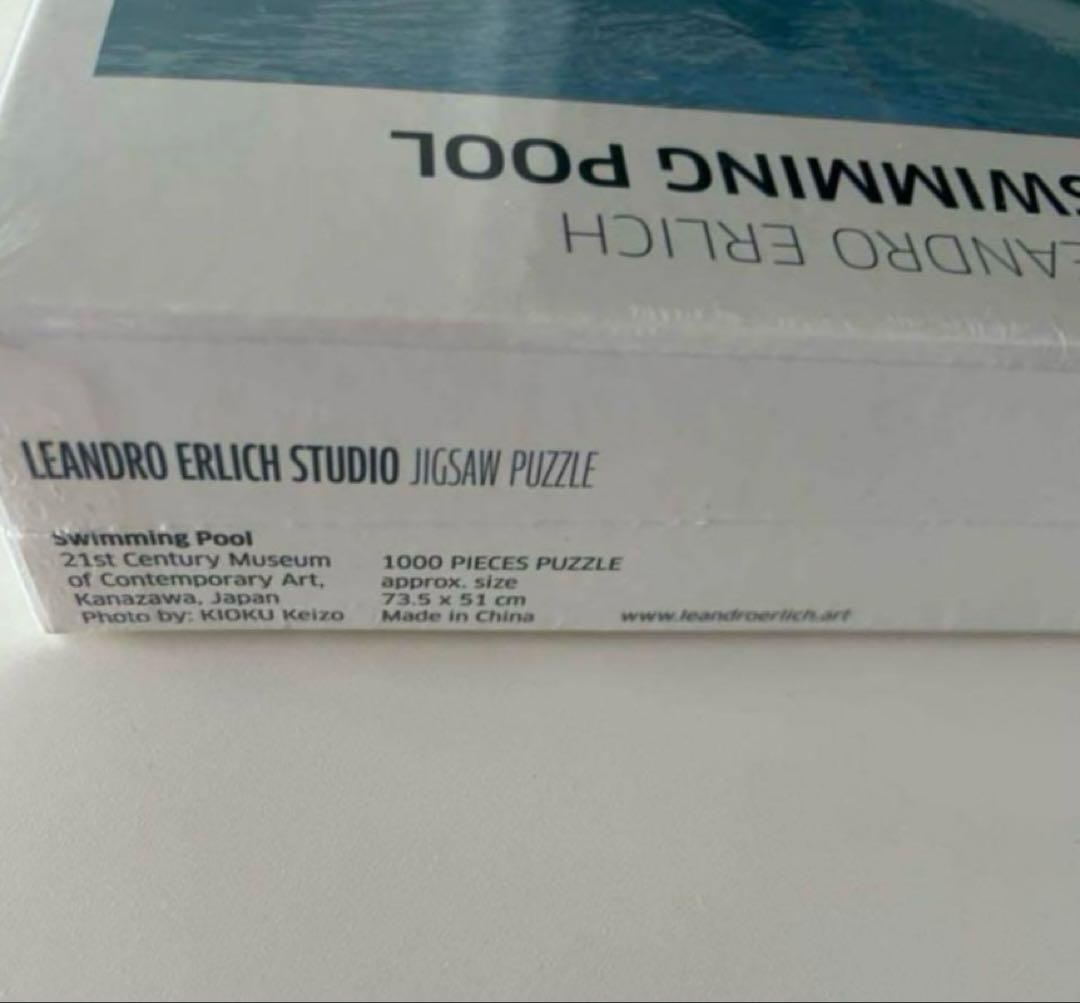 SWIMMING POOL
LEANDRO ERLICH
LEANDRO ERLICH STUDIO JIGSAW PUZZLE
Swimming Pool
21st Century Museum
of Contemporary Art,
Kanazawa, Japan
Photo by: KIOKU Keizo
1000 PIECES PUZZLE
approx. size
73.5 x 51 cm
Made in China
www.leandroerlich.art